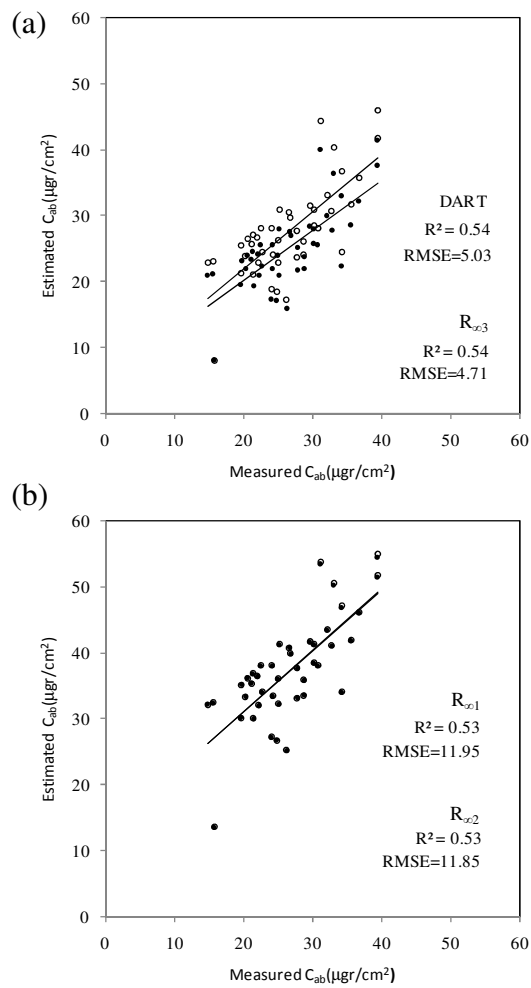 (a)
60
50
40
30
20
10
0
Estimated C_ab(μgr/cm²)
DART
R² = 0.54
RMSE=5.03
R_∞3
R² = 0.54
RMSE=4.71
0 10 20 30 40 50 60
Measured C_ab(μgr/cm²)
(b)
60
50
40
30
20
10
0
Estimated C_ab(μgr/cm²)
R_∞1
R² = 0.53
RMSE=11.95
R_∞2
R² = 0.53
RMSE=11.85
0 10 20 30 40 50 60
Measured C_ab(μgr/cm²)